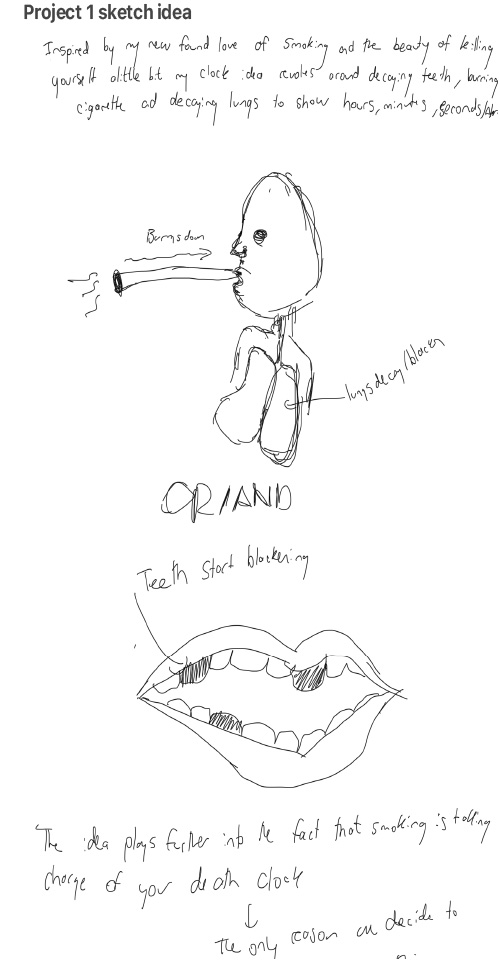 Project 1 sketch idea
Inspired by my new found love of smoking and the beauty of killing
yourself alittle bit my clock idea revolves around decaying teeth, burning
cigarette ad decaying lungs to show hours, minutes, seconds/
Burns down
lungs decay/blacken
OR/AND
Teeth start blackening
The idea plays further into the fact that smoking is taking
charge of your death clock
The only reason decide to